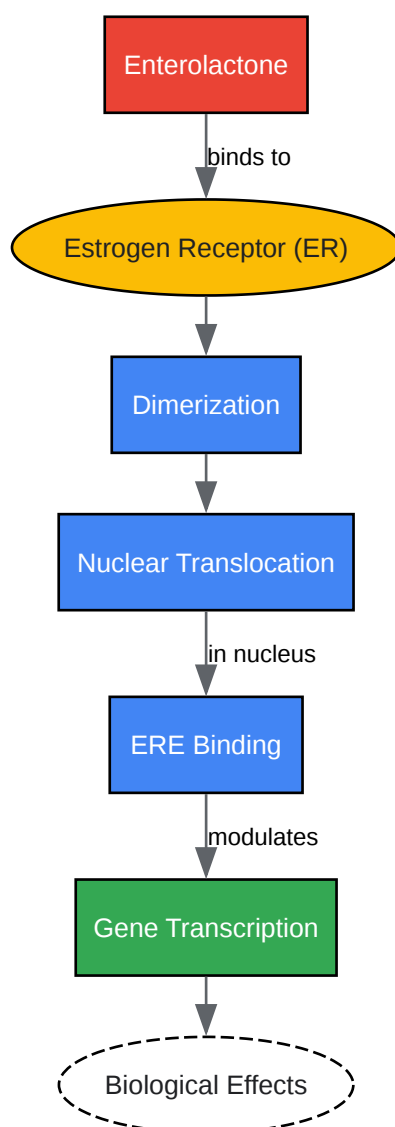 Enterolactone
binds to
Estrogen Receptor (ER)
Dimerization
Nuclear Translocation
in nucleus
ERE Binding
modulates
Gene Transcription
Biological Effects